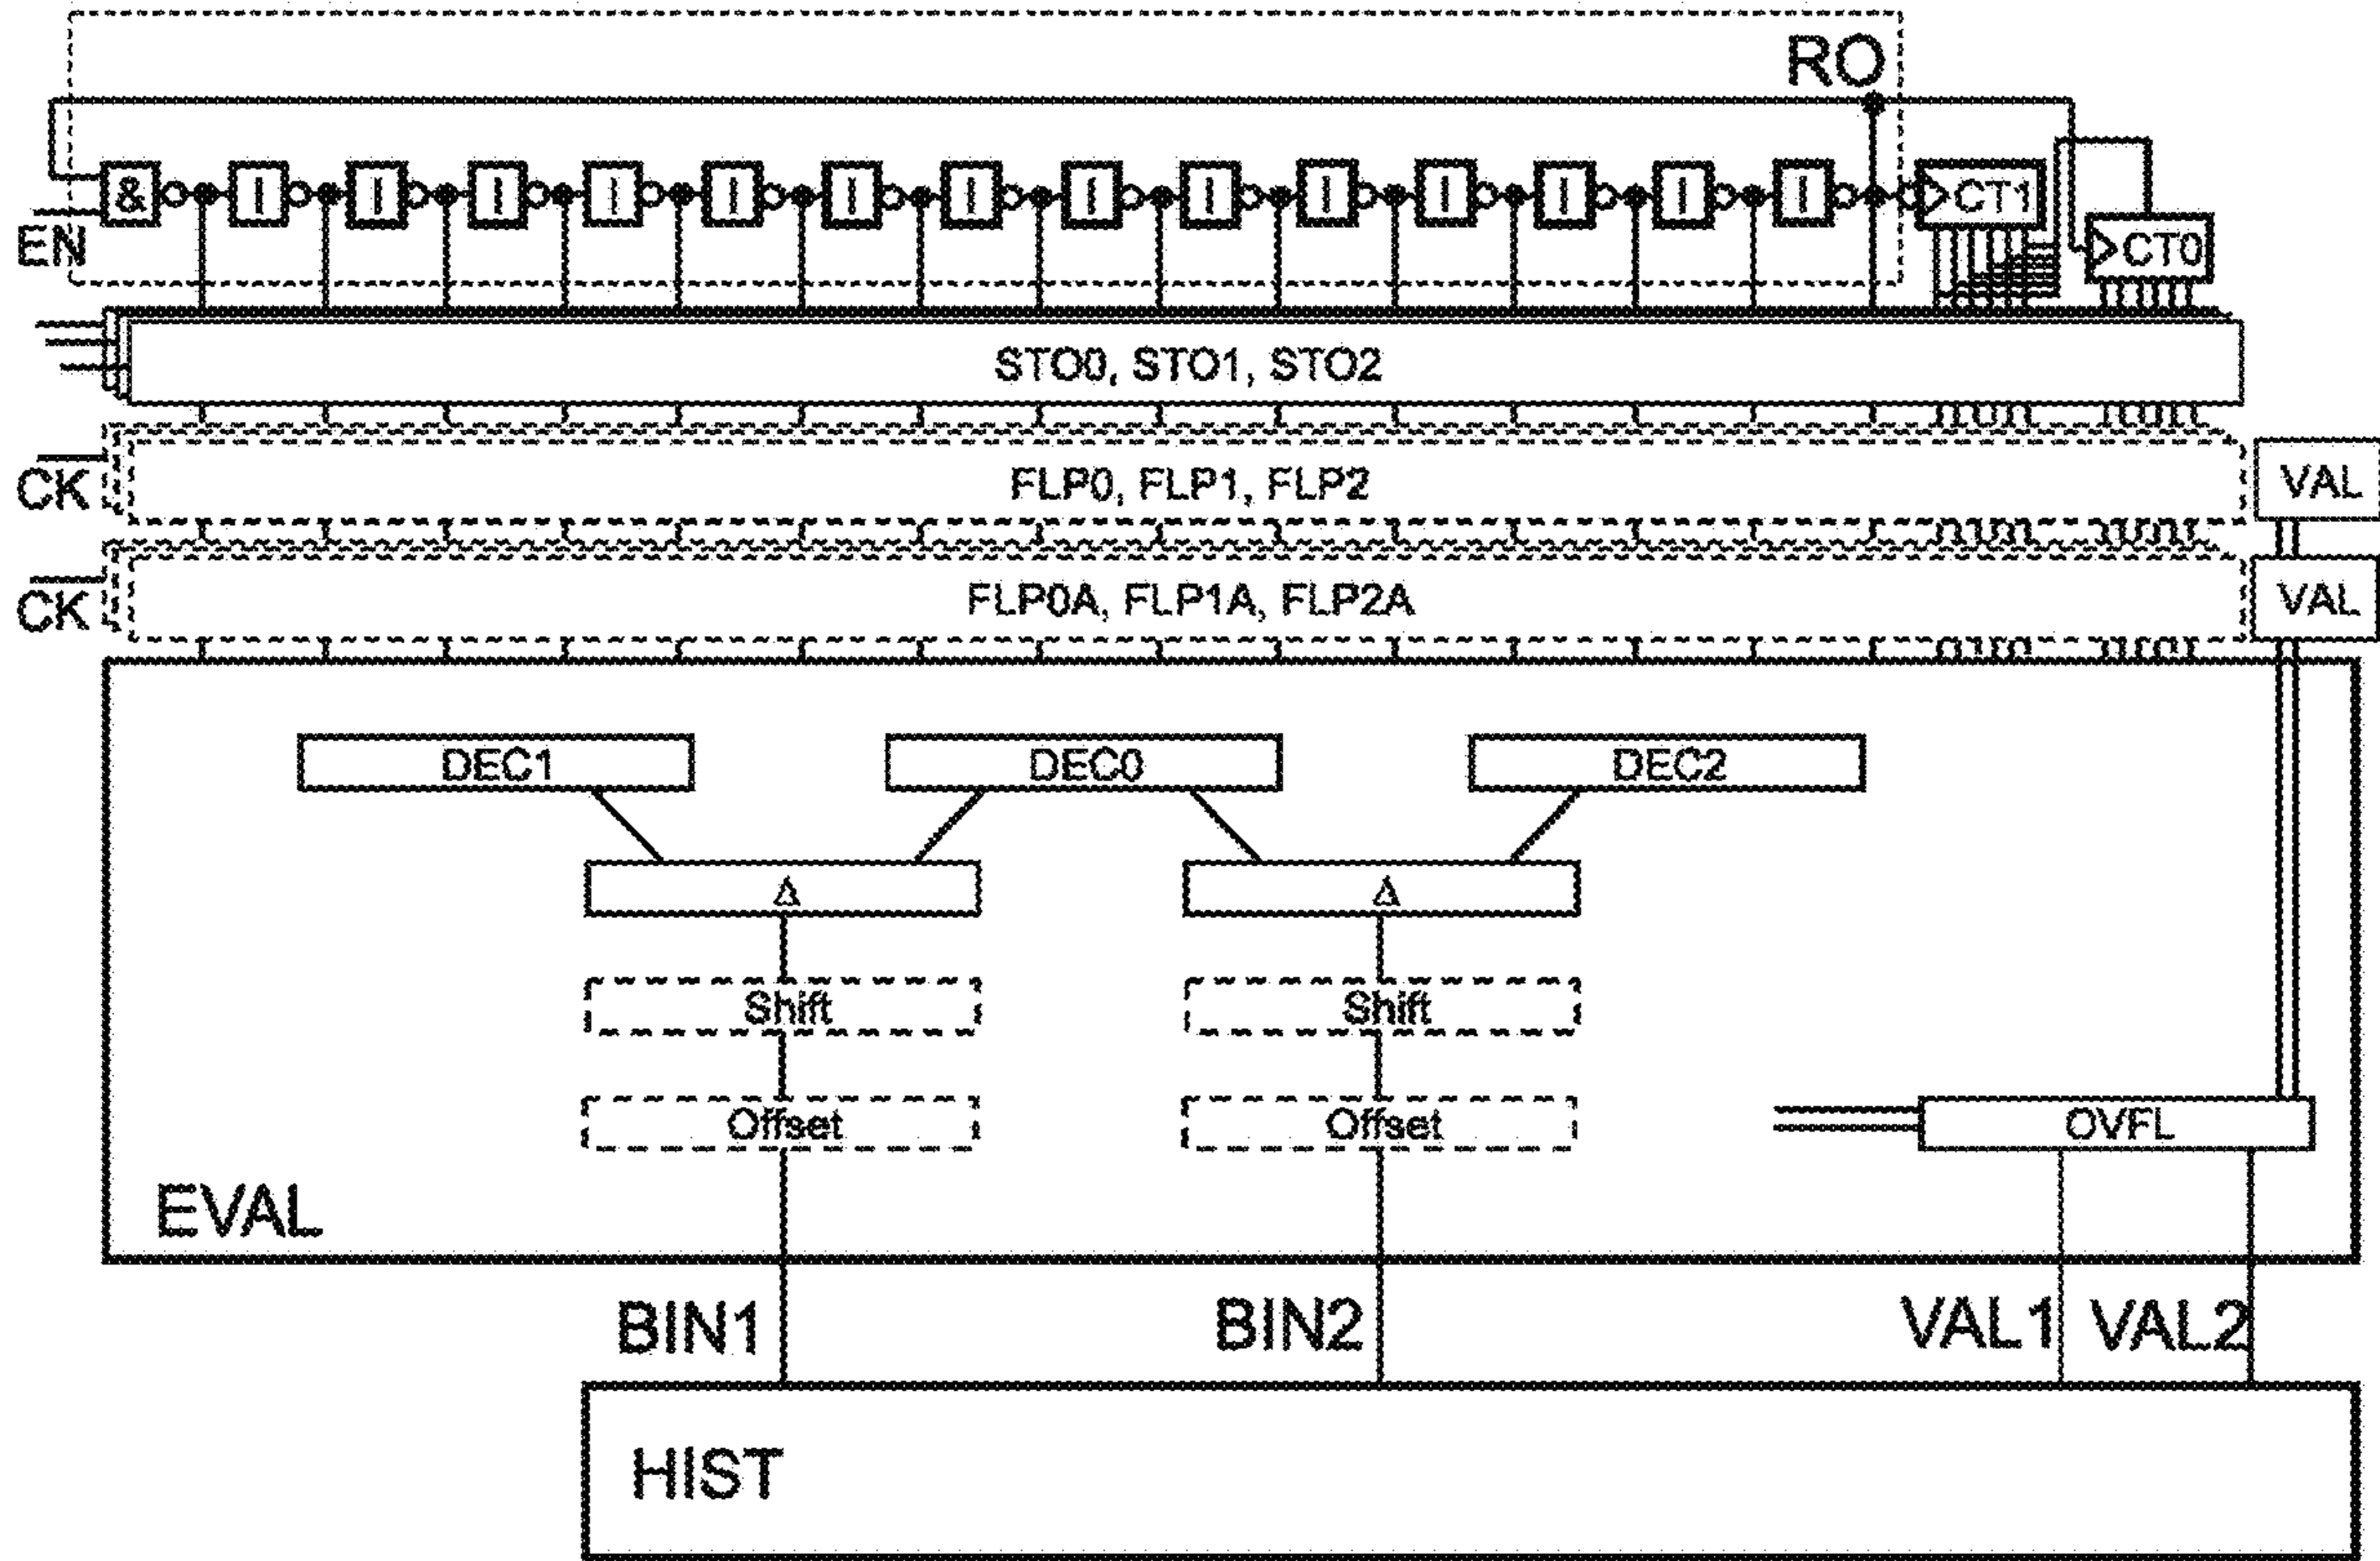 RO
& | | | | | | | | | | | | | | CT1
EN
CT0
STO0, STO1, STO2
CK
FLP0, FLP1, FLP2
VAL
CK
FLP0A, FLP1A, FLP2A
VAL
DEC1 DEC0 DEC2
Δ Δ
Shift Shift
Offset Offset
OVFL
EVAL
BIN1 BIN2 VAL1 VAL2
HIST